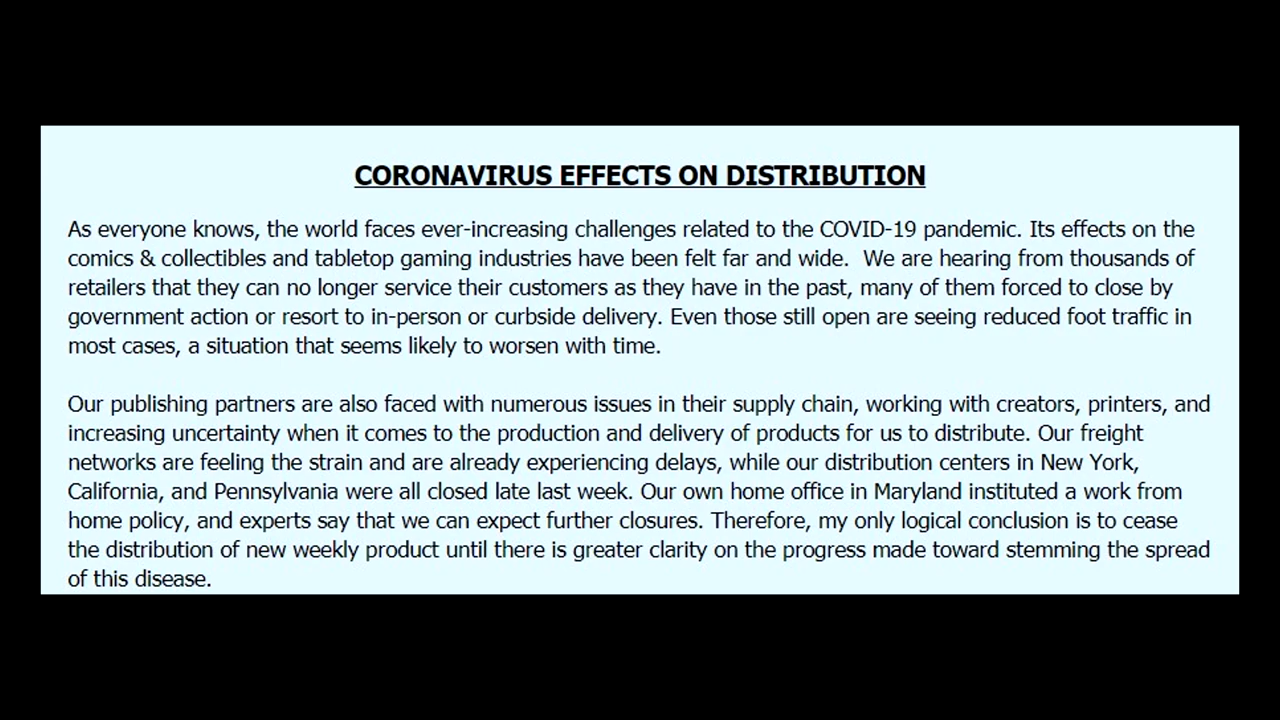 CORONAVIRUS EFFECTS ON DISTRIBUTION
As everyone knows, the world faces ever-increasing challenges related to the COVID-19 pandemic. Its effects on the
comics & collectibles and tabletop gaming industries have been felt far and wide.  We are hearing from thousands of
retailers that they can no longer service their customers as they have in the past, many of them forced to close by
government action or resort to in-person or curbside delivery. Even those still open are seeing reduced foot traffic in
most cases, a situation that seems likely to worsen with time.
Our publishing partners are also faced with numerous issues in their supply chain, working with creators, printers, and
increasing uncertainty when it comes to the production and delivery of products for us to distribute. Our freight
networks are feeling the strain and are already experiencing delays, while our distribution centers in New York,
California, and Pennsylvania were all closed late last week. Our own home office in Maryland instituted a work from
home policy, and experts say that we can expect further closures. Therefore, my only logical conclusion is to cease
the distribution of new weekly product until there is greater clarity on the progress made toward stemming the spread
of this disease.